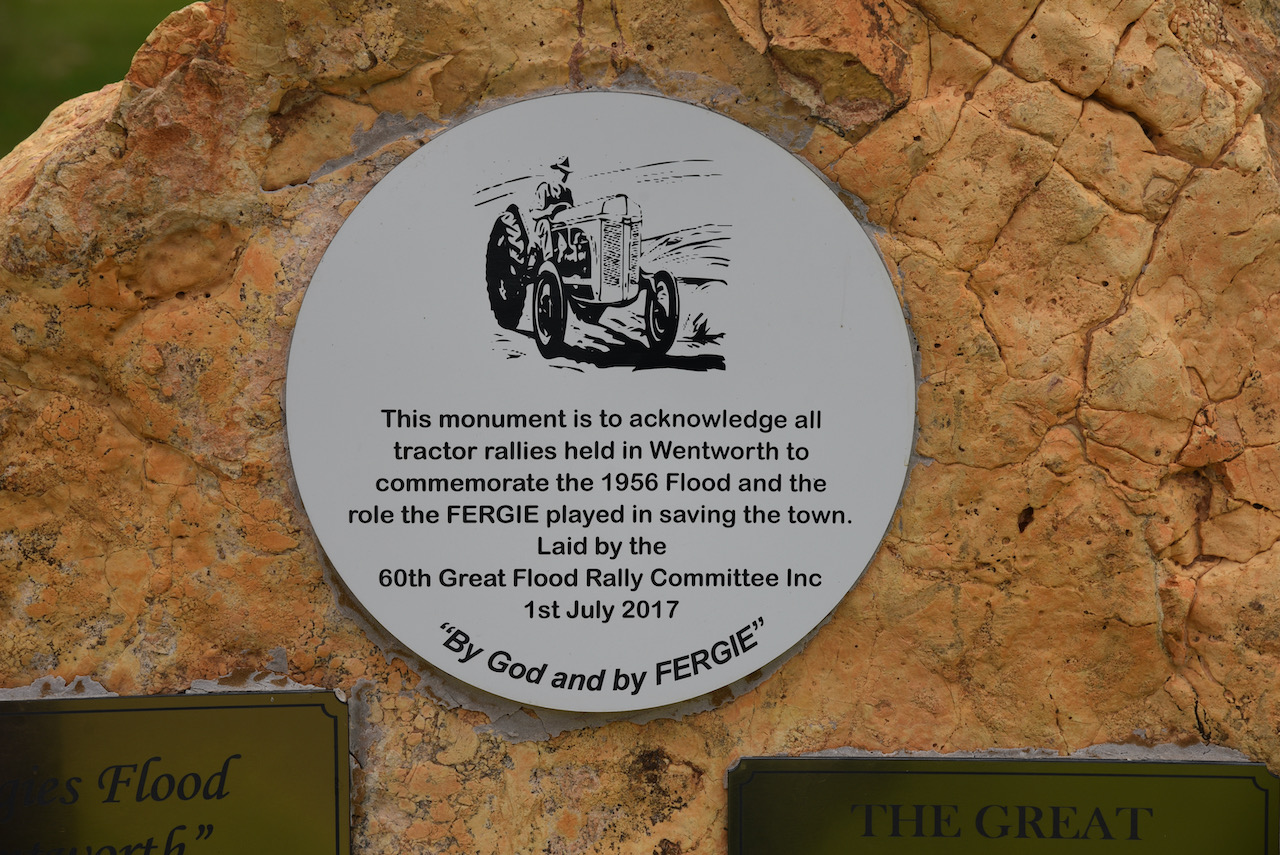 This monument is to acknowledge all
tractor rallies held in Wentworth to
commemorate the 1956 Flood and the
role the FERGIE played in saving the town.
Laid by the
60th Great Flood Rally Committee Inc
1st July 2017
“By God and by FERGIE”
Flood
THE GREAT